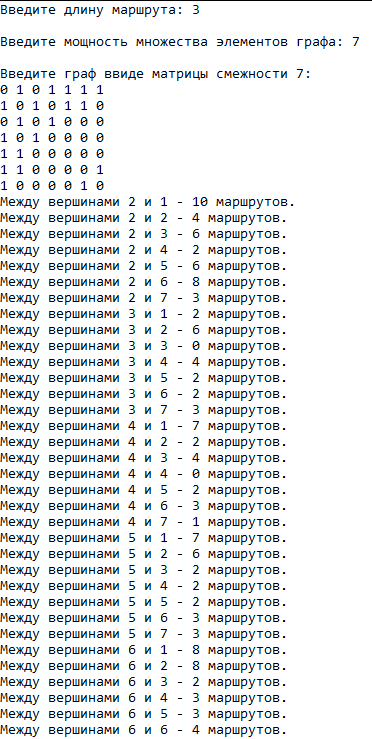 Введите длину маршрута: 3
Введите мощность множества элементов графа: 7
Введите граф ввиде матрицы смежности 7:
0 1 0 1 1 1 1
1 0 1 0 1 1 0
0 1 0 1 0 0 0
1 0 1 0 0 0 0
1 1 0 0 0 0 0
1 1 0 0 0 0 1
1 0 0 0 0 1 0
Между вершинами 2 и 1 - 10 маршрутов.
Между вершинами 2 и 2 - 4 маршрутов.
Между вершинами 2 и 3 - 6 маршрутов.
Между вершинами 2 и 4 - 2 маршрутов.
Между вершинами 2 и 5 - 6 маршрутов.
Между вершинами 2 и 6 - 8 маршрутов.
Между вершинами 2 и 7 - 3 маршрутов.
Между вершинами 3 и 1 - 2 маршрутов.
Между вершинами 3 и 2 - 6 маршрутов.
Между вершинами 3 и 3 - 0 маршрутов.
Между вершинами 3 и 4 - 4 маршрутов.
Между вершинами 3 и 5 - 2 маршрутов.
Между вершинами 3 и 6 - 2 маршрутов.
Между вершинами 3 и 7 - 3 маршрутов.
Между вершинами 4 и 1 - 7 маршрутов.
Между вершинами 4 и 2 - 2 маршрутов.
Между вершинами 4 и 3 - 4 маршрутов.
Между вершинами 4 и 4 - 0 маршрутов.
Между вершинами 4 и 5 - 2 маршрутов.
Между вершинами 4 и 6 - 3 маршрутов.
Между вершинами 4 и 7 - 1 маршрутов.
Между вершинами 5 и 1 - 7 маршрутов.
Между вершинами 5 и 2 - 6 маршрутов.
Между вершинами 5 и 3 - 2 маршрутов.
Между вершинами 5 и 4 - 2 маршрутов.
Между вершинами 5 и 5 - 2 маршрутов.
Между вершинами 5 и 6 - 3 маршрутов.
Между вершинами 5 и 7 - 3 маршрутов.
Между вершинами 6 и 1 - 8 маршрутов.
Между вершинами 6 и 2 - 8 маршрутов.
Между вершинами 6 и 3 - 2 маршрутов.
Между вершинами 6 и 4 - 3 маршрутов.
Между вершинами 6 и 5 - 3 маршрутов.
Между вершинами 6 и 6 - 4 маршрутов.